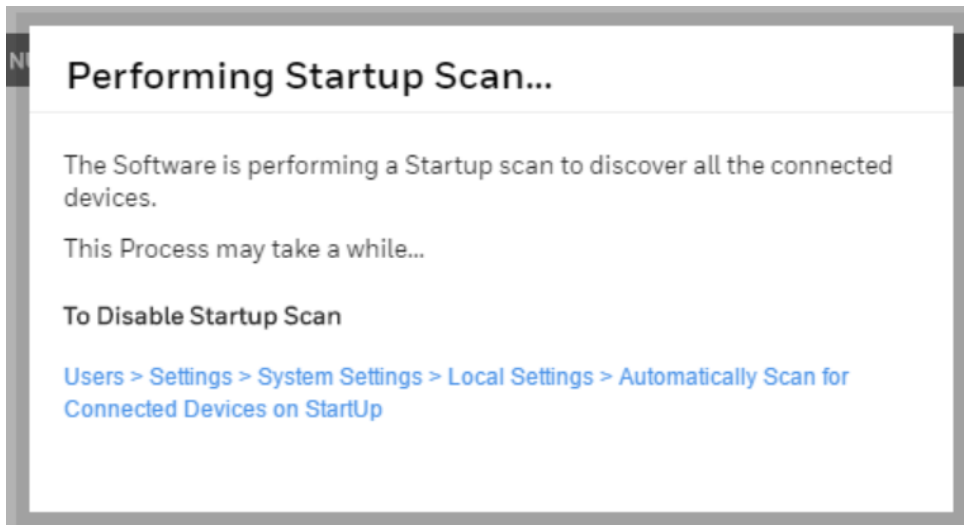 NU
Performing Startup Scan...
The Software is performing a Startup scan to discover all the connected
devices.
This Process may take a while...
To Disable Startup Scan
Users > Settings > System Settings > Local Settings > Automatically Scan for
Connected Devices on StartUp